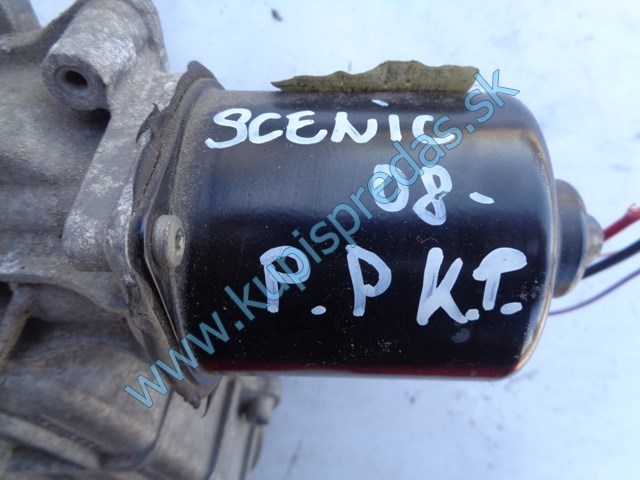 SCENIC
08-
P.P K.T.
www.kupispredas.sk